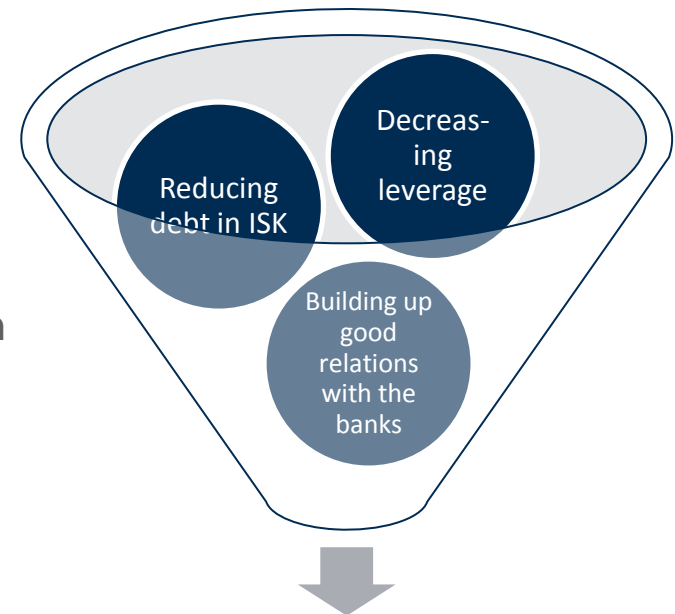 Decreas-
ing
leverage
Reducing
debt in ISK
Building up
good
relations
with the
banks